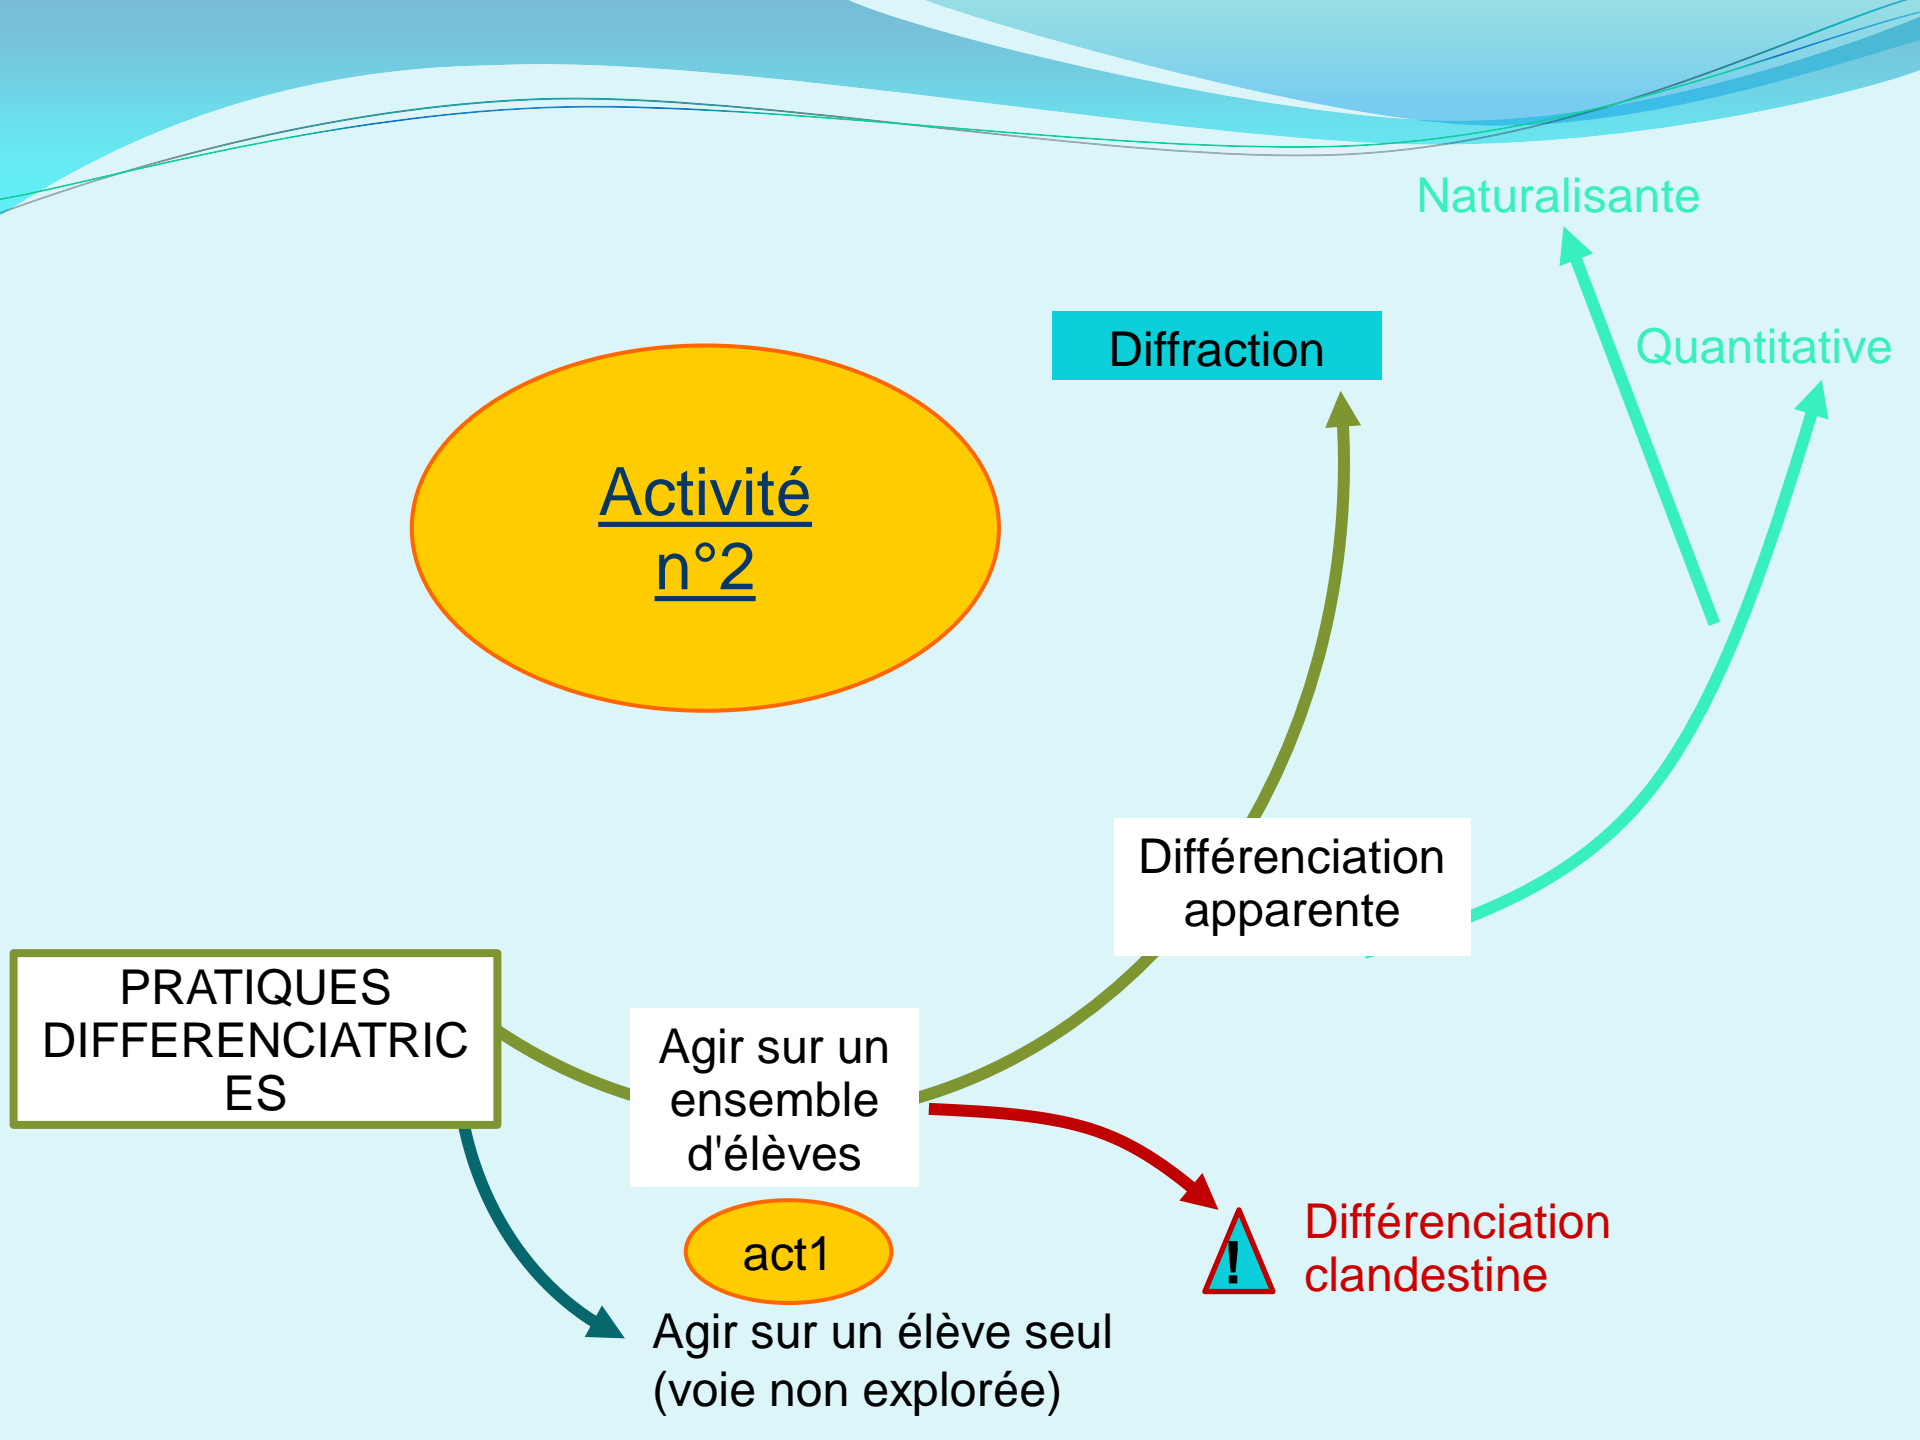 Naturalisante
Quantitative
Diffraction
Activité
n°2
Différenciation
apparente
PRATIQUES
DIFFERENCIATRIC
ES
Agir sur un
ensemble
d'élèves
act1
!
Différenciation
clandestine
Agir sur un élève seul
(voie non explorée)